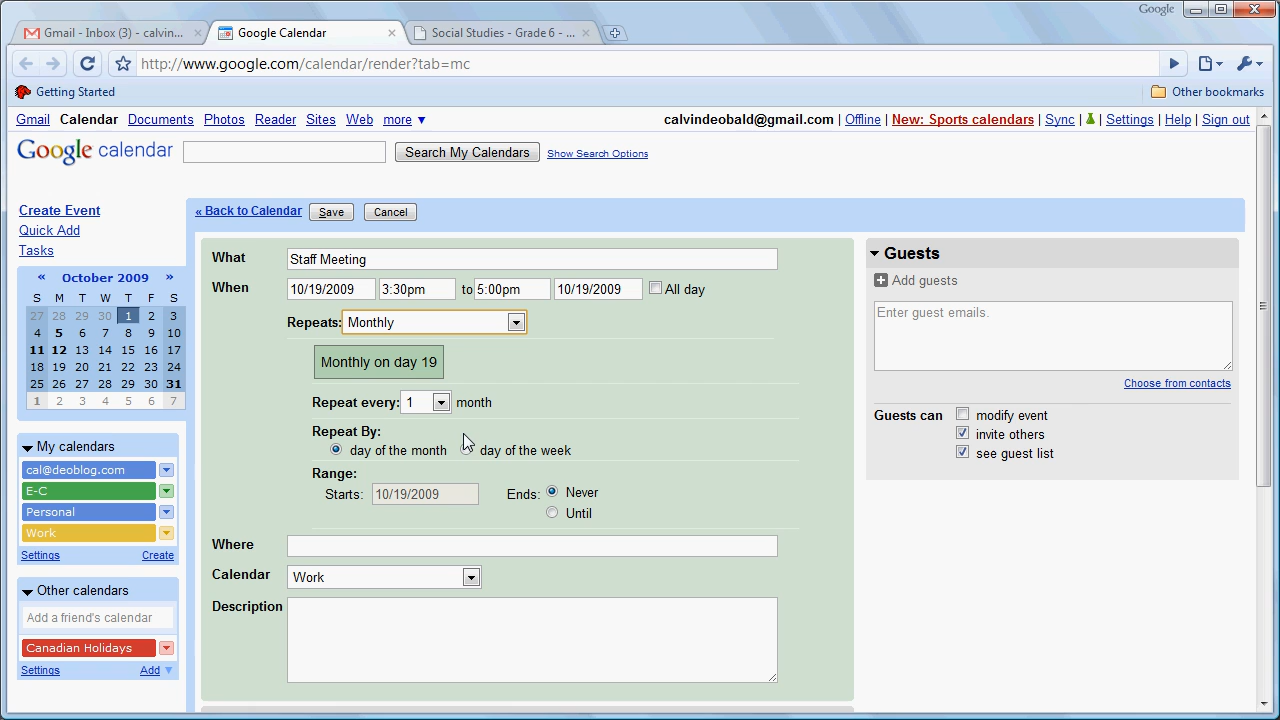 Google
Gmail - Inbox (3) - calvin...
Google Calendar
Social Studies - Grade 6 - ...
http://www.google.com/calendar/render?tab=mc
Getting Started
Other bookmarks
Gmail Calendar Documents Photos Reader Sites Web more ▼
calvindeobald@gmail.com | Offline | New: Sports calendars | Sync | | Settings | Help | Sign out
Google calendar
Search My Calendars
Show Search Options
Create Event
Quick Add
Tasks
« October 2009 »
S M T W T F S
27 28 29 30 1 2 3
4 5 6 7 8 9 10
11 12 13 14 15 16 17
18 19 20 21 22 23 24
25 26 27 28 29 30 31
1 2 3 4 5 6 7
My calendars
cal@deoblog.com
E-C
Personal
Work
Settings Create
Other calendars
Add a friend's calendar
Canadian Holidays
Settings Add ▼
« Back to Calendar Save Cancel
What Staff Meeting
When 10/19/2009 3:30pm to 5:00pm 10/19/2009 All day
Repeats: Monthly
Monthly on day 19
Repeat every: 1 month
Repeat By:
day of the month day of the week
Range:
Starts: 10/19/2009 Ends: Never
Until
Where
Calendar Work
Description
Guests
Add guests
Enter guest emails.
Choose from contacts
Guests can modify event
invite others
see guest list